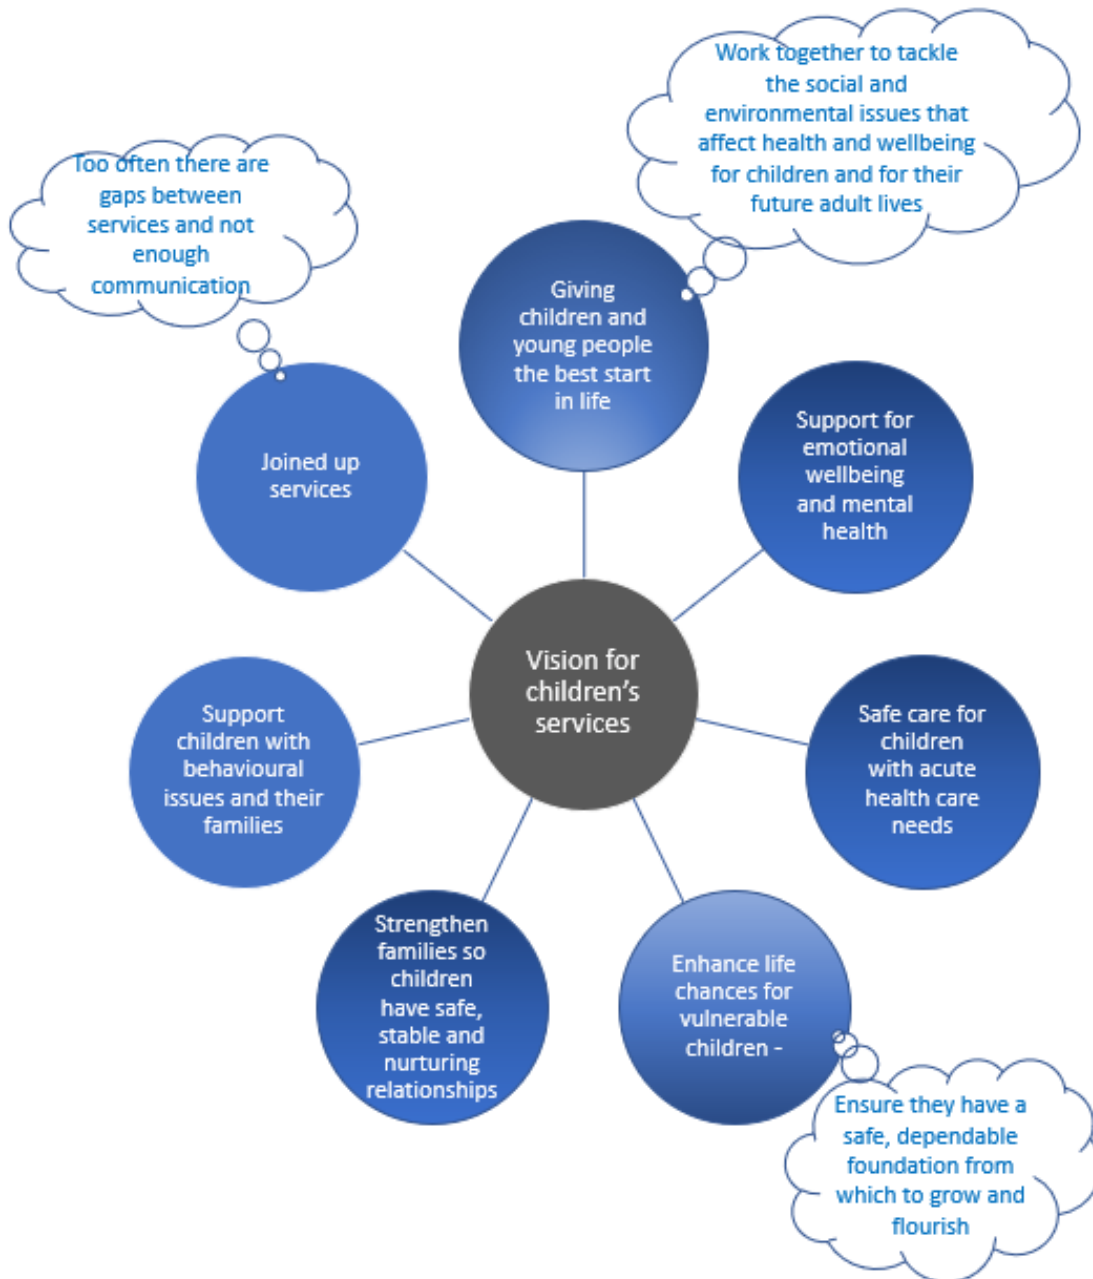 Work together to tackle
the social and
environmental issues that
affect health and wellbeing
for children and for their
future adult lives
Too often there are
gaps between
services and not
enough
communication
Giving
children and
young people
the best start
in life
Support for
emotional
wellbeing
and mental
health
Joined up
services
Vision for
children's
services
Support
children with
behavioural
issues and their
families
Safe care for
children
with acute
health care
needs
Strengthen
families so
children
have safe,
stable and
nurturing
relationships
Enhance life
chances for
vulnerable
children -
Ensure they have a
safe, dependable
foundation from
which to grow and
flourish